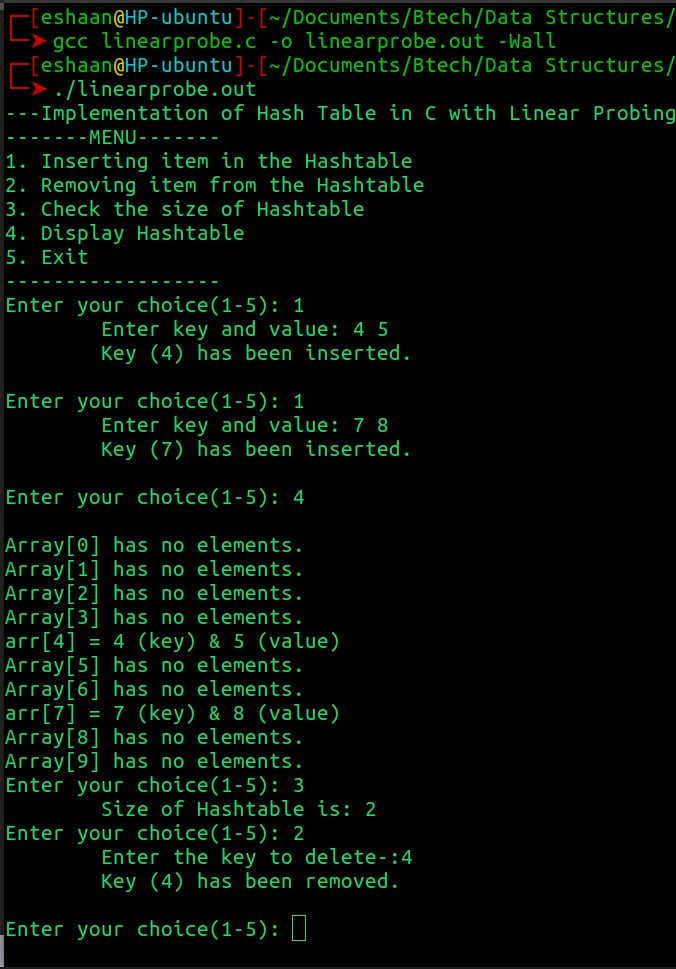 ┌─[eshaan@HP-ubuntu]-[~/Documents/Btech/Data Structures/
└─➤ gcc linearprobe.c -o linearprobe.out -Wall
┌─[eshaan@HP-ubuntu]-[~/Documents/Btech/Data Structures/
└─➤ ./linearprobe.out
---Implementation of Hash Table in C with Linear Probing
-------MENU-------
1. Inserting item in the Hashtable
2. Removing item from the Hashtable
3. Check the size of Hashtable
4. Display Hashtable
5. Exit
------------------
Enter your choice(1-5): 1
        Enter key and value: 4 5
        Key (4) has been inserted.

Enter your choice(1-5): 1
        Enter key and value: 7 8
        Key (7) has been inserted.

Enter your choice(1-5): 4

Array[0] has no elements.
Array[1] has no elements.
Array[2] has no elements.
Array[3] has no elements.
arr[4] = 4 (key) & 5 (value)
Array[5] has no elements.
Array[6] has no elements.
arr[7] = 7 (key) & 8 (value)
Array[8] has no elements.
Array[9] has no elements.
Enter your choice(1-5): 3
        Size of Hashtable is: 2
Enter your choice(1-5): 2
        Enter the key to delete-:4
        Key (4) has been removed.

Enter your choice(1-5):